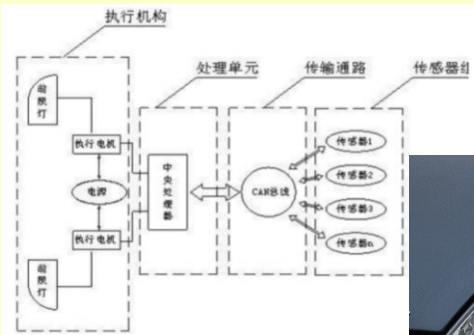 执行机构
处理单元
传输通路
传感器组
前照灯
执行电机
电源
执行电机
前照灯
中央处理器
CAN总线
传感器1
传感器2
传感器3
传感器n